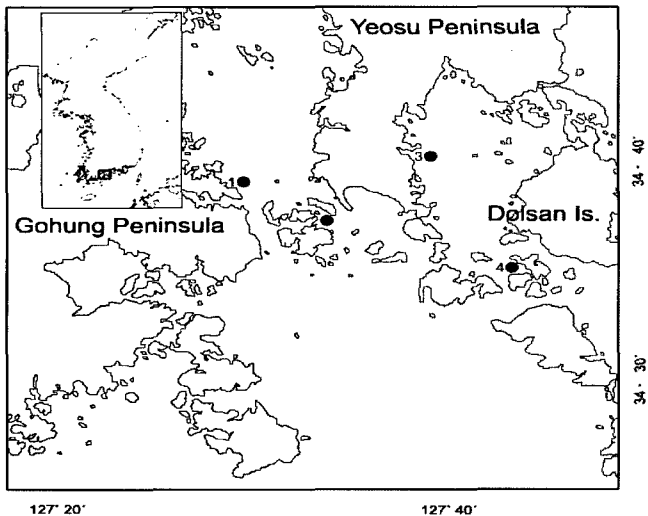 Yeosu Peninsula
3
34 · 40´
1
Gohung Peninsula
Dolsan Is.
4
34 · 30´
127° 20´
127° 40´